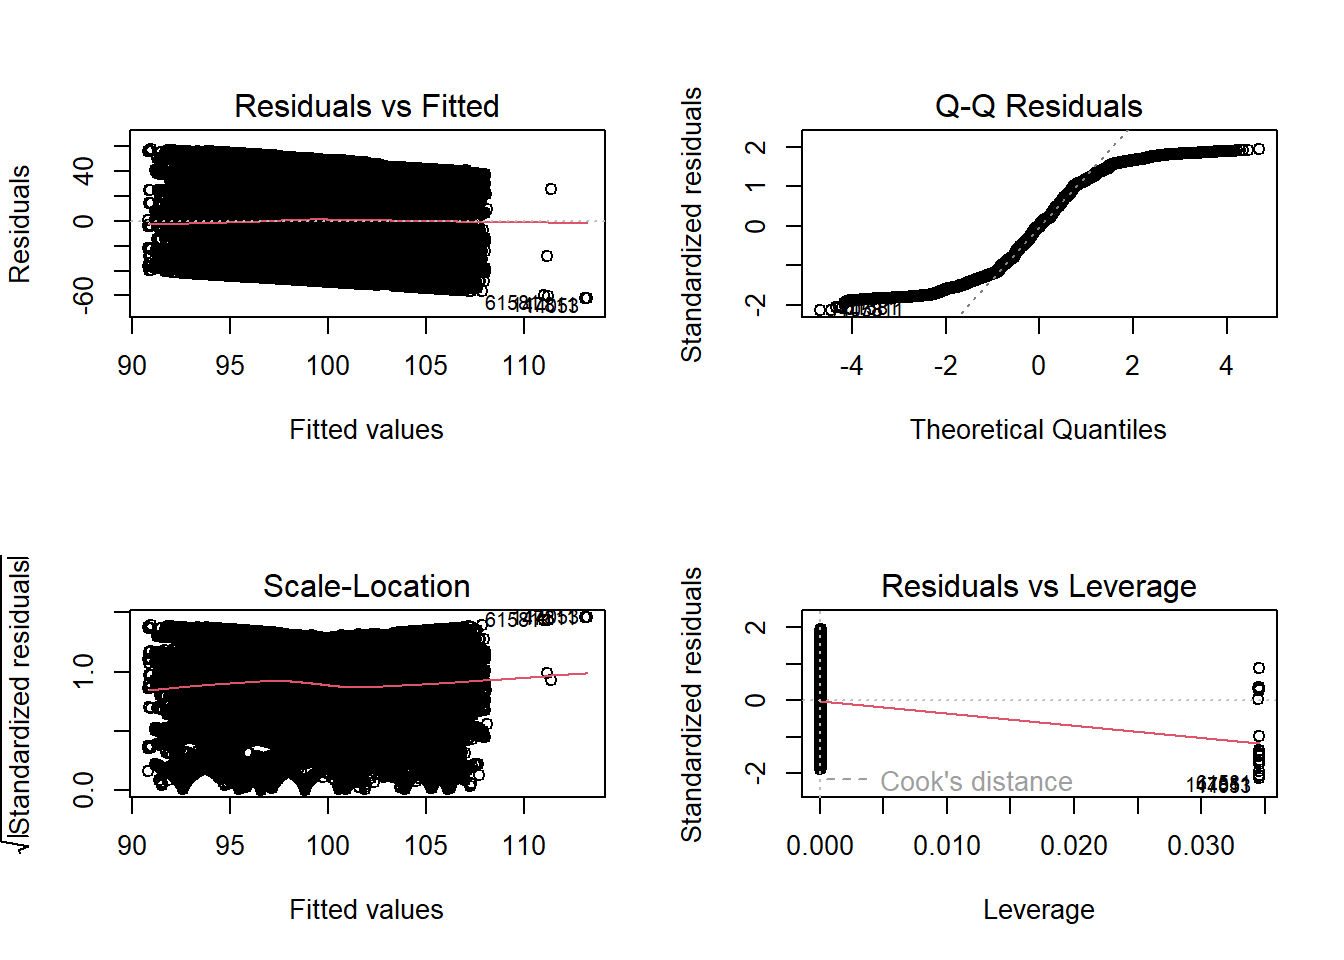 Residuals vs Fitted
Residuals
40
0
-60
90
95
100
105
110
Fitted values
Q-Q Residuals
Standardized residuals
2
1
0
-2
-4
-2
0
2
4
Theoretical Quantiles
Scale-Location
√|Standardized residuals|
1.0
0.0
90
95
100
105
110
Fitted values
Residuals vs Leverage
Standardized residuals
2
0
-2
Cook's distance
0.000
0.010
0.020
0.030
Leverage